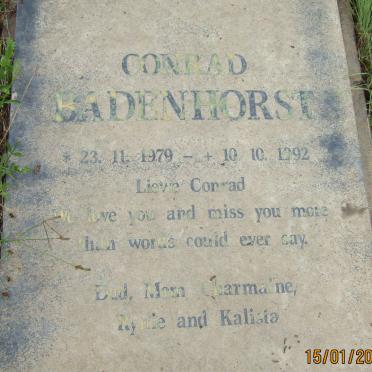 CONRAD
BADENHORST
* 23. 11. 1979 - + 10. 10. 1992
Liewe Conrad
We love you and miss you more
than words could ever say.
Dad, Mom Charmaine,
and Kalista
15/01/20